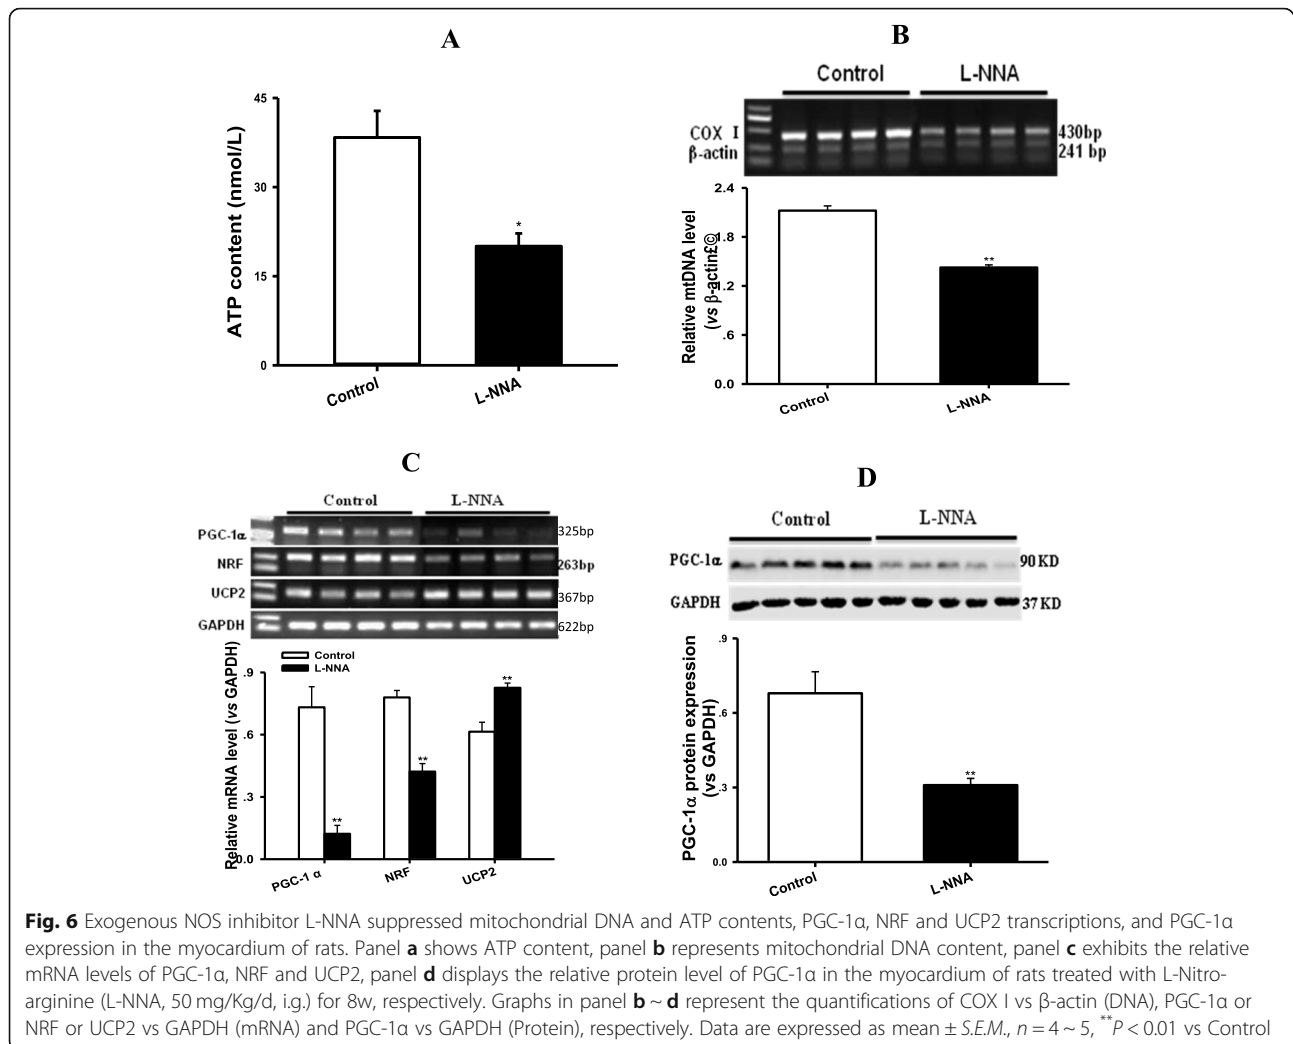 A
45
30
15
0
ATP content (nmol/L)
*
Control
L-NNA
B
Control
L-NNA
COX I
430bp
β-actin
241 bp
2.4
1.8
1.2
.6
0.0
Relative mtDNA level
(vs β-actin£©
**
Control
L-NNA
C
Control
L-NNA
PGC-1α
325bp
NRF
263bp
UCP2
367bp
GAPDH
622bp
Control
L-NNA
.9
.6
.3
0.0
Relative mRNA level (vs GAPDH)
**
**
**
PGC-1 α
NRF
UCP2
D
Control
L-NNA
PGC-1α
90 KD
GAPDH
37 KD
.9
.6
.3
0.0
PGC-1α protein expression
(vs GAPDH)
**
Control
L-NNA
Fig. 6 Exogenous NOS inhibitor L-NNA suppressed mitochondrial DNA and ATP contents, PGC-1α, NRF and UCP2 transcriptions, and PGC-1α
expression in the myocardium of rats. Panel a shows ATP content, panel b represents mitochondrial DNA content, panel c exhibits the relative
mRNA levels of PGC-1α, NRF and UCP2, panel d displays the relative protein level of PGC-1α in the myocardium of rats treated with L-Nitro-
arginine (L-NNA, 50 mg/Kg/d, i.g.) for 8w, respectively. Graphs in panel b ~ d represent the quantifications of COX I vs β-actin (DNA), PGC-1α or
NRF or UCP2 vs GAPDH (mRNA) and PGC-1α vs GAPDH (Protein), respectively. Data are expressed as mean ± S.E.M., n = 4 ~ 5, **P < 0.01 vs Control